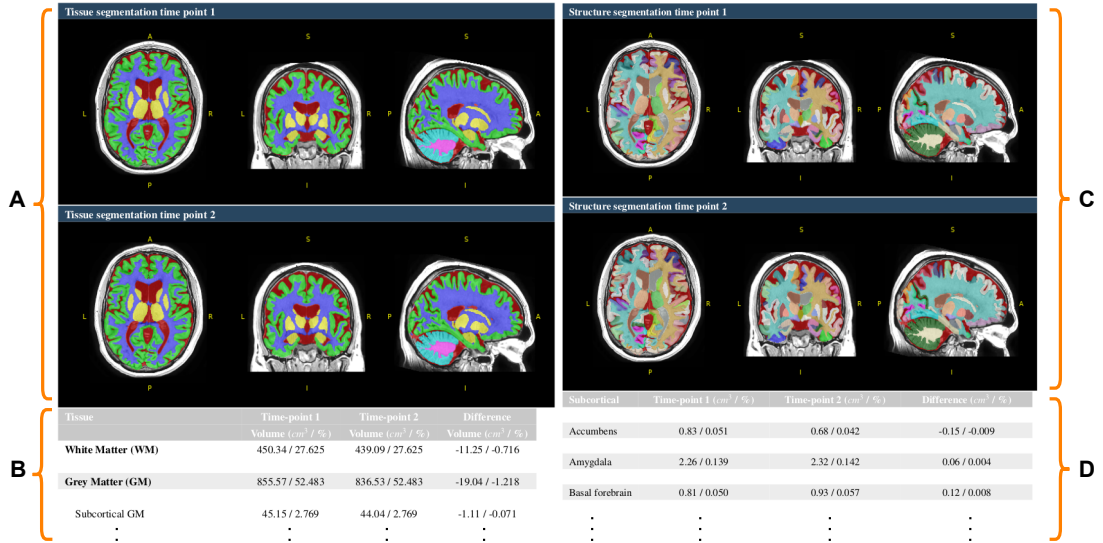 A
Tissue segmentation time point 1
A
S
S
L
R
P
A
P
I
I
Tissue segmentation time point 2
A
S
S
L
R
P
A
P
I
I
B
Tissue Time-point 1 Time-point 2 Difference
Volume (cm³ / %) Volume (cm³ / %) Volume (cm³ / %)
White Matter (WM) 450.34 / 27.625 439.09 / 27.625 -11.25 / -0.716
Grey Matter (GM) 855.57 / 52.483 836.53 / 52.483 -19.04 / -1.218
Subcortical GM 45.15 / 2.769 44.04 / 2.769 -1.11 / -0.071
Structure segmentation time point 1
A
S
S
L
R
L
R
P
A
P
I
I
Structure segmentation time point 2
A
S
S
L
R
L
R
P
A
P
I
I
C
Subcortical Time-point 1 (cm³ / %) Time-point 2 (cm³ / %) Difference (cm³ / %)
Accumbens 0.83 / 0.051 0.68 / 0.042 -0.15 / -0.009
Amygdala 2.26 / 0.139 2.32 / 0.142 0.06 / 0.004
Basal forebrain 0.81 / 0.050 0.93 / 0.057 0.12 / 0.008
D